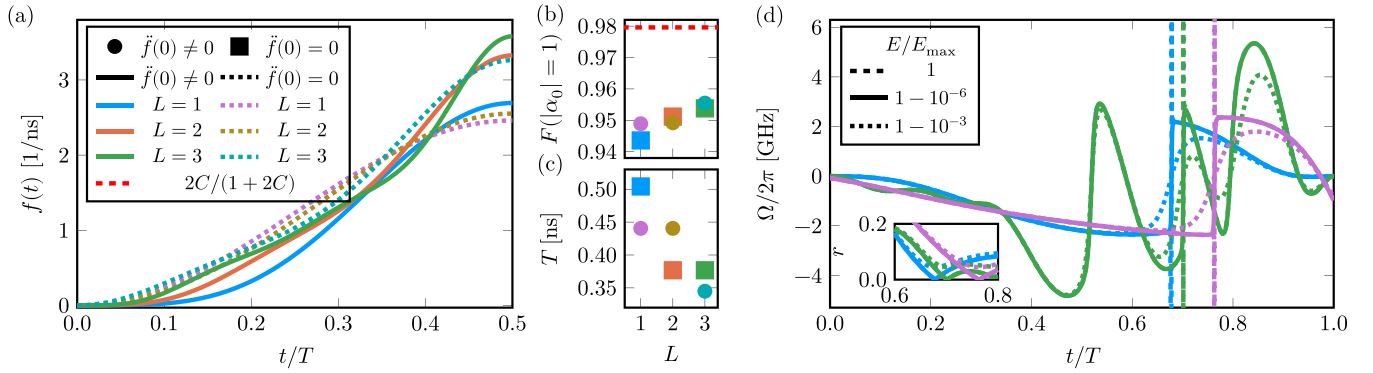 (a)
f̈(0) ≠ 0
f̈(0) = 0
f̈(0) ≠ 0
f̈(0) = 0
L = 1
L = 1
L = 2
L = 2
L = 3
L = 3
2C/(1 + 2C)
f(t) [1/ns]
3
2
1
0
0.0
0.1
0.2
0.3
0.4
0.5
t/T
(b)
F(|α₀| = 1)
0.98
0.97
0.96
0.95
0.94
(c)
T [ns]
0.50
0.45
0.40
0.35
1
2
3
L
(d)
Ω/2π [GHz]
6
4
2
0
−2
−4
E/Eₘₐₓ
1
1 − 10⁻⁶
1 − 10⁻³
r
0.2
0.0
0.6
0.8
0.0
0.2
0.4
0.6
0.8
1.0
t/T